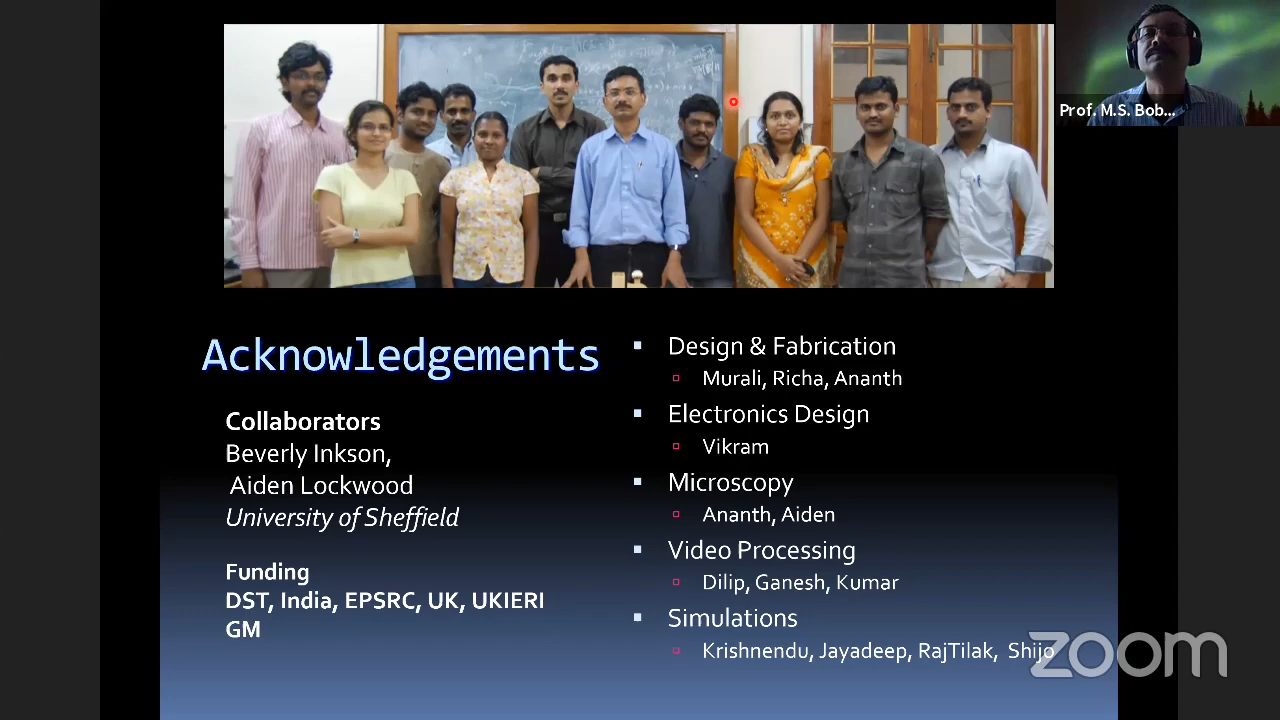 Prof. M.S. Bob...
Acknowledgements
Collaborators
Beverly Inkson,
Aiden Lockwood
University of Sheffield
Funding
DST, India, EPSRC, UK, UKIERI
GM
Design & Fabrication
Murali, Richa, Ananth
Electronics Design
Vikram
Microscopy
Ananth, Aiden
Video Processing
Dilip, Ganesh, Kumar
Simulations
Krishnendu, Jayadeep, RajTilak, Shijo
zoom